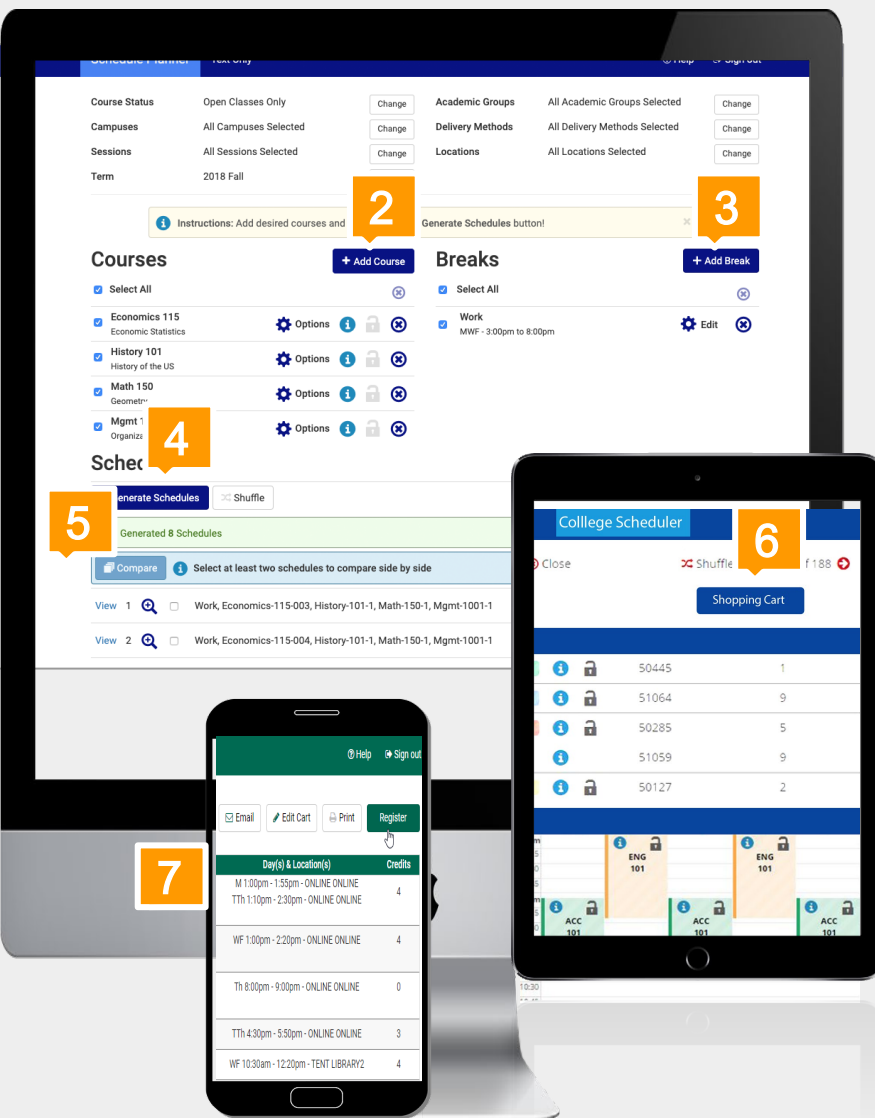 Schedule Planner Text Only Help Sign out
Course Status Open Classes Only Change Academic Groups All Academic Groups Selected Change
Campuses All Campuses Selected Change Delivery Methods All Delivery Methods Selected Change
Sessions All Sessions Selected Change Locations All Locations Selected Change
Term 2018 Fall
2
3
Instructions: Add desired courses and Generate Schedules button!
Courses + Add Course Breaks + Add Break
Select All Select All
Economics 115 Options Work Edit
Economic Statistics MWF - 3:00pm to 8:00pm
History 101 Options
History of the US
Math 150 Options
Geometry
Mgmt 1 Options
Organiza
4
Sched
Generate Schedules Shuffle
5
Generated 8 Schedules
Compare Select at least two schedules to compare side by side
View 1 Work, Economics-115-003, History-101-1, Math-150-1, Mgmt-1001-1
View 2 Work, Economics-115-004, History-101-1, Math-150-1, Mgmt-1001-1
Colllege Scheduler
6
Close Shuffle f 188
Shopping Cart
50445 1
51064 9
50285 5
51059 9
50127 2
ENG ENG
101 101
ACC ACC ACC
101 101 101
10:30
Help Sign out
Email Edit Cart Print Register
7
Day(s) & Location(s) Credits
M 1:00pm - 1:55pm - ONLINE ONLINE
4
TTh 1:10pm - 2:30pm - ONLINE ONLINE
WF 1:00pm - 2:20pm - ONLINE ONLINE 4
Th 8:00pm - 9:00pm - ONLINE ONLINE 0
TTh 4:30pm - 5:50pm - ONLINE ONLINE 3
WF 10:30am - 12:20pm - TENT LIBRARY2 4